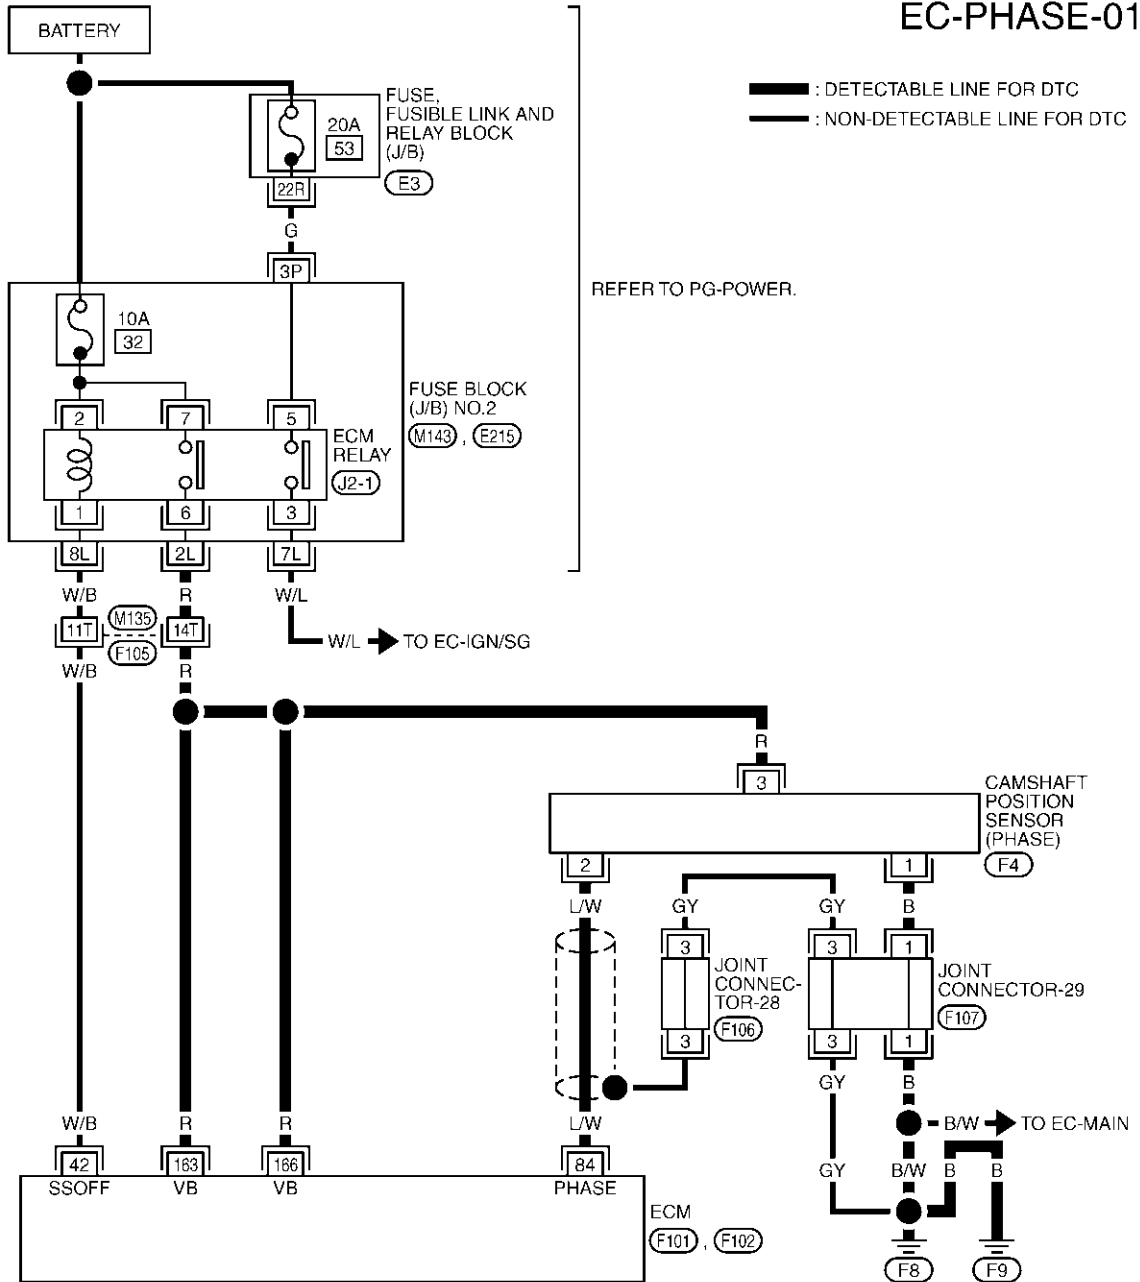 EC-PHASE-01
BATTERY
: DETECTABLE LINE FOR DTC
: NON-DETECTABLE LINE FOR DTC
FUSE,
FUSIBLE LINK AND
RELAY BLOCK
(J/B)
E3
20A
53
22R
G
3P
REFER TO PG-POWER.
10A
32
FUSE BLOCK
(J/B) NO.2
M143 , E215
2 7 5
ECM
RELAY
J2-1
1 6 3
8L 2L 7L
W/B R W/L
11T M135 14T
F105
W/L TO EC-IGN/SG
W/B R
R
3
CAMSHAFT
POSITION
SENSOR
(PHASE)
F4
2 1
L/W GY GY B
3 3 1
JOINT
CONNEC-
TOR-28
F106
JOINT
CONNECTOR-29
F107
3 3 1
GY B
W/B R R L/W
B/W TO EC-MAIN
GY B/W B B
42 163 166 84
SSOFF VB VB PHASE
ECM
F101 , F102
F8 F9